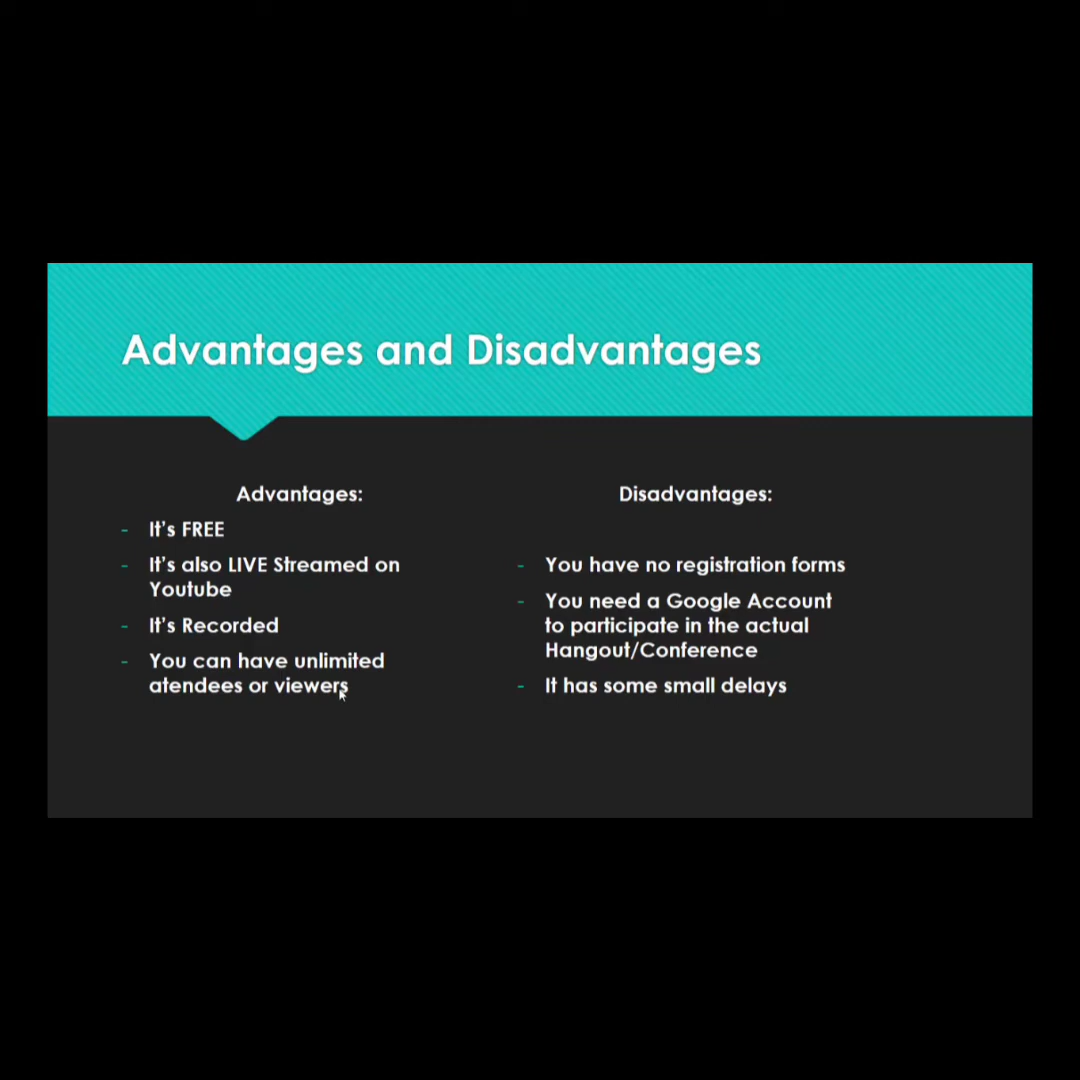 Advantages and Disadvantages
Advantages:
- It's FREE
- It's also LIVE Streamed on
Youtube
- It's Recorded
- You can have unlimited
atendees or viewers
Disadvantages:
- You have no registration forms
- You need a Google Account
to participate in the actual
Hangout/Conference
- It has some small delays